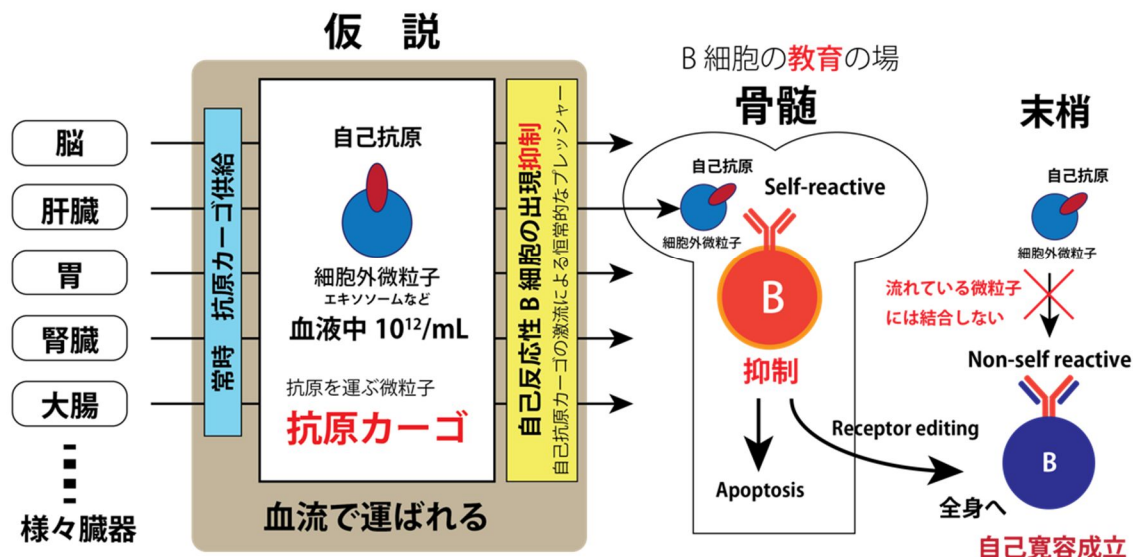 仮 説
脳
肝臓
胃
腎臓
大腸
様々臓器
常時 抗原カーゴ供給
自己抗原
細胞外微粒子
エキソソームなど
血液中 10¹²/mL
抗原を運ぶ微粒子
抗原カーゴ
血流で運ばれる
自己反応性 B 細胞の出現抑制
自己抗原カーゴの激流による恒常的なプレッシャー
B 細胞の教育の場
骨髄
自己抗原
Self-reactive
細胞外微粒子
B
抑制
Receptor editing
Apoptosis
末梢
自己抗原
細胞外微粒子
流れている微粒子
には結合しない
Non-self reactive
B
全身へ
自己寛容成立